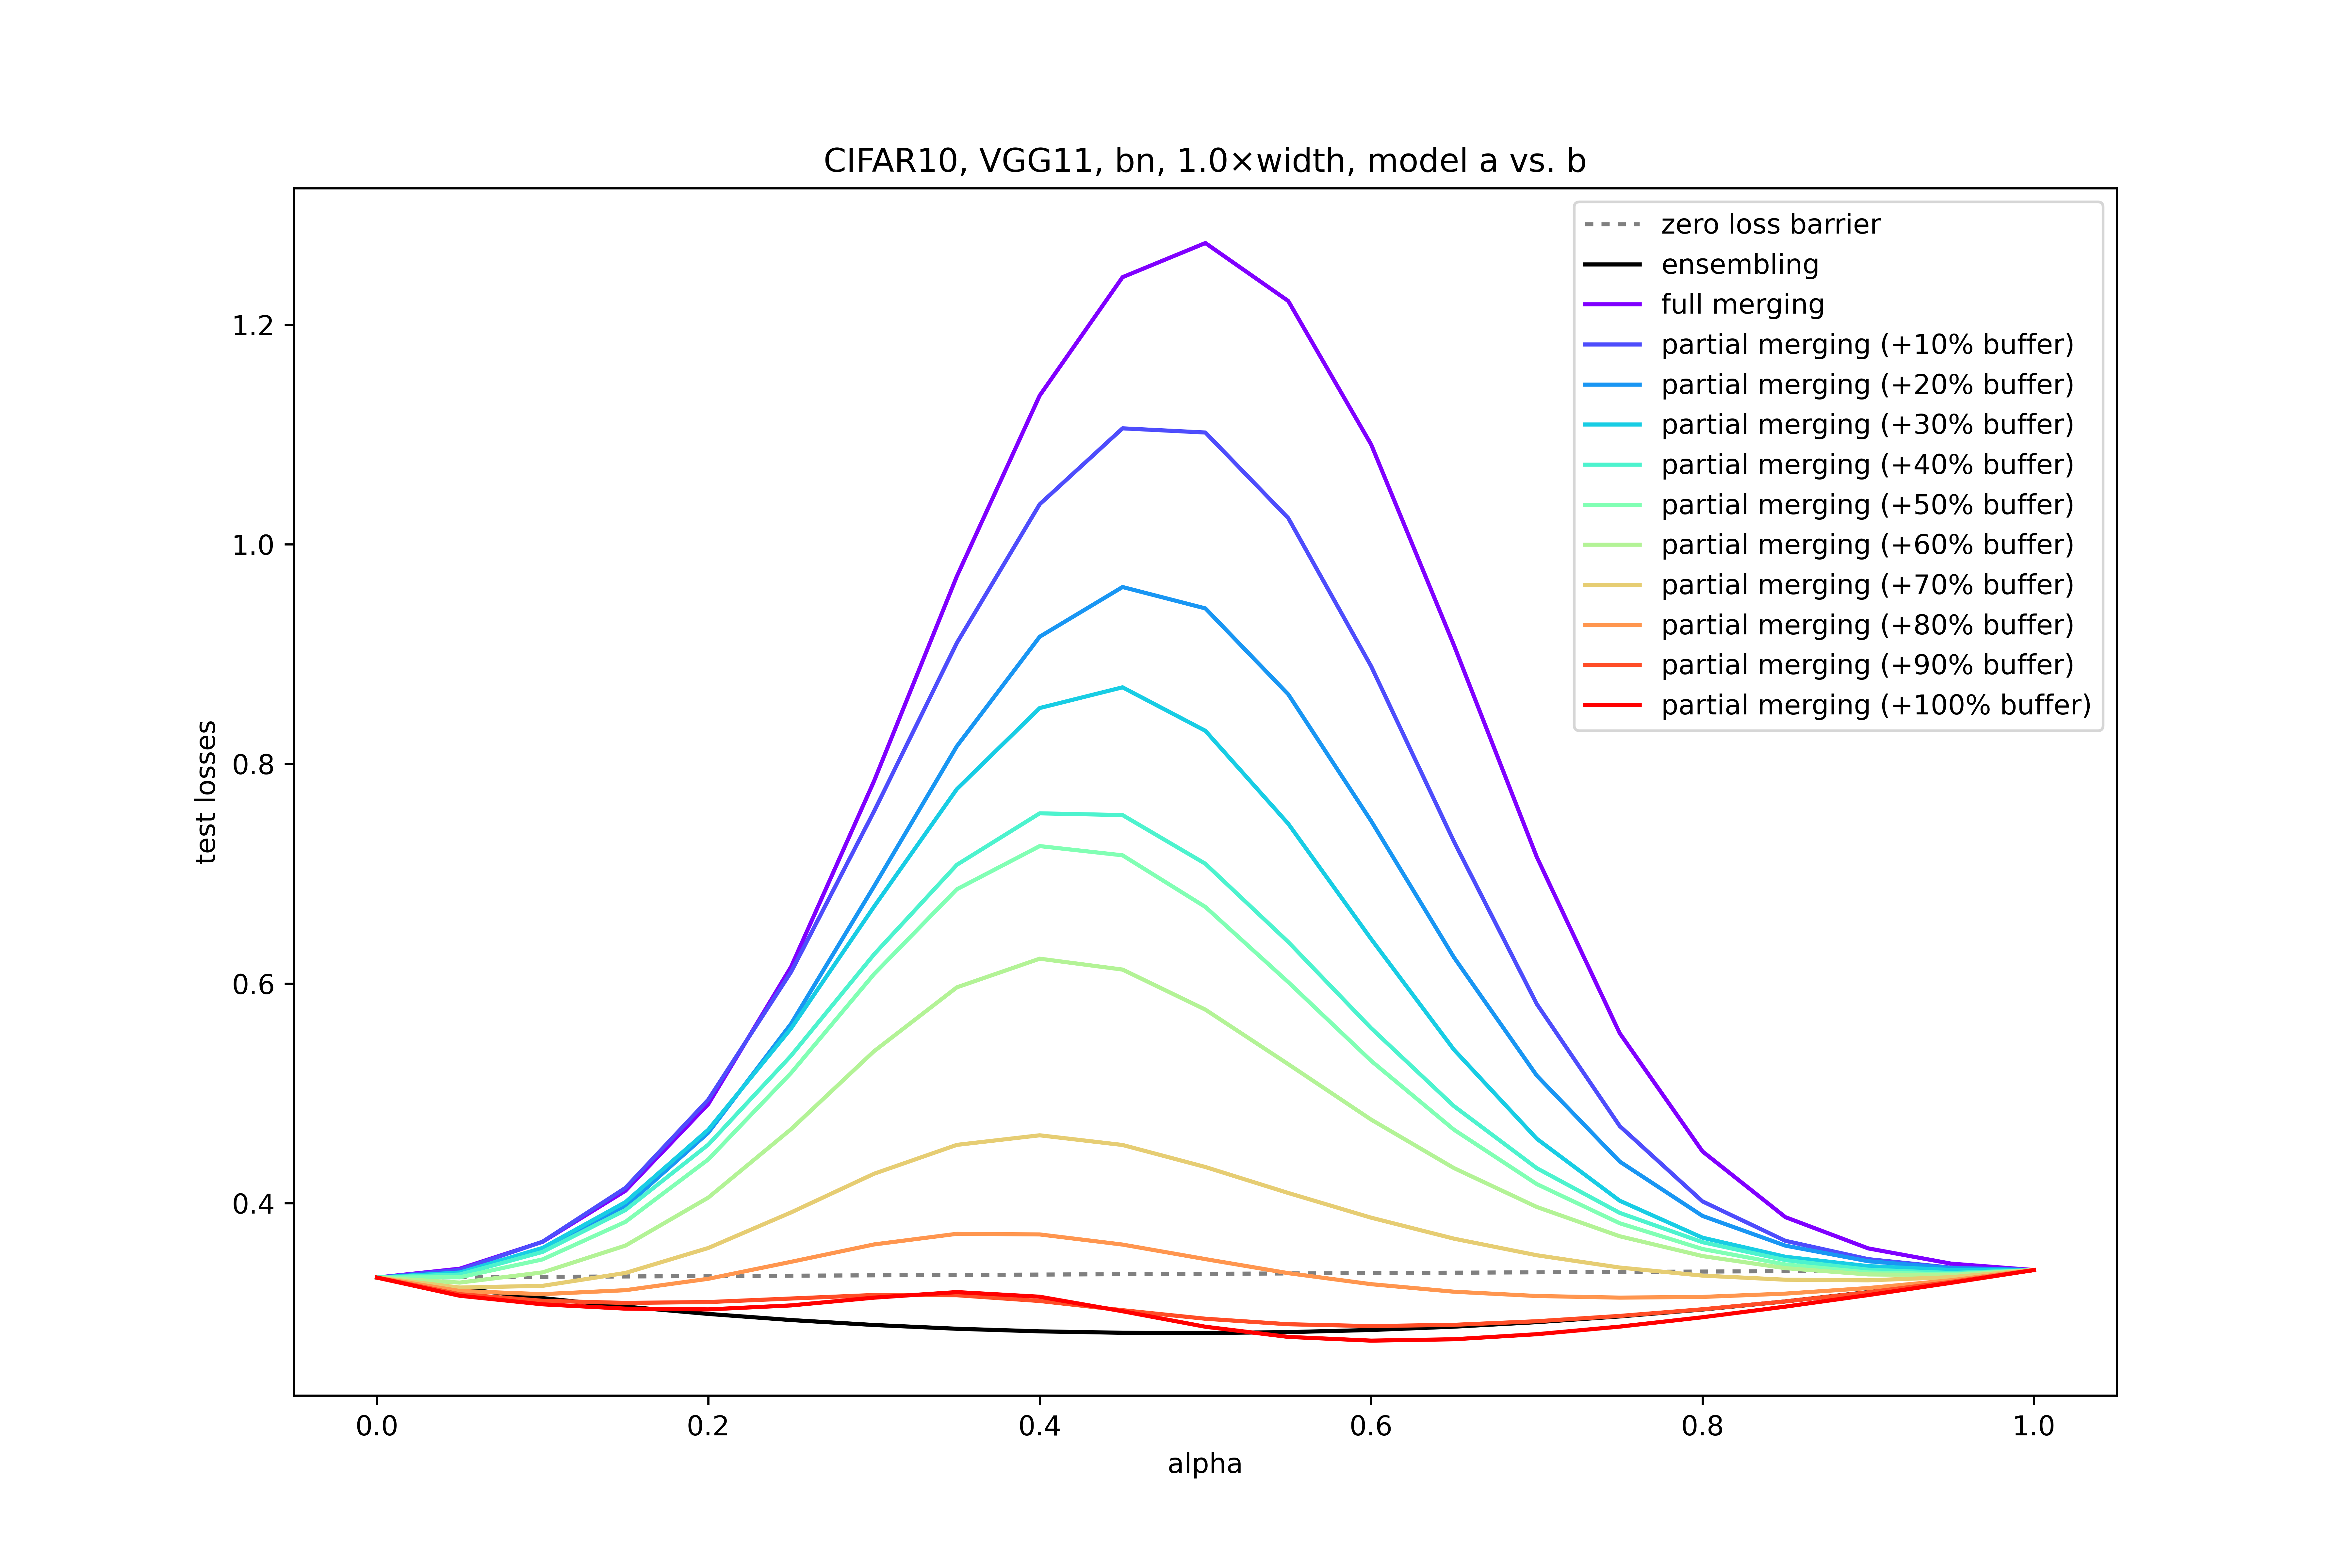 CIFAR10, VGG11, bn, 1.0×width, model a vs. b
zero loss barrier
ensembling
full merging
partial merging (+10% buffer)
partial merging (+20% buffer)
partial merging (+30% buffer)
partial merging (+40% buffer)
partial merging (+50% buffer)
partial merging (+60% buffer)
partial merging (+70% buffer)
partial merging (+80% buffer)
partial merging (+90% buffer)
partial merging (+100% buffer)
test losses
1.2
1.0
0.8
0.6
0.4
0.0 0.2 0.4 0.6 0.8 1.0
alpha